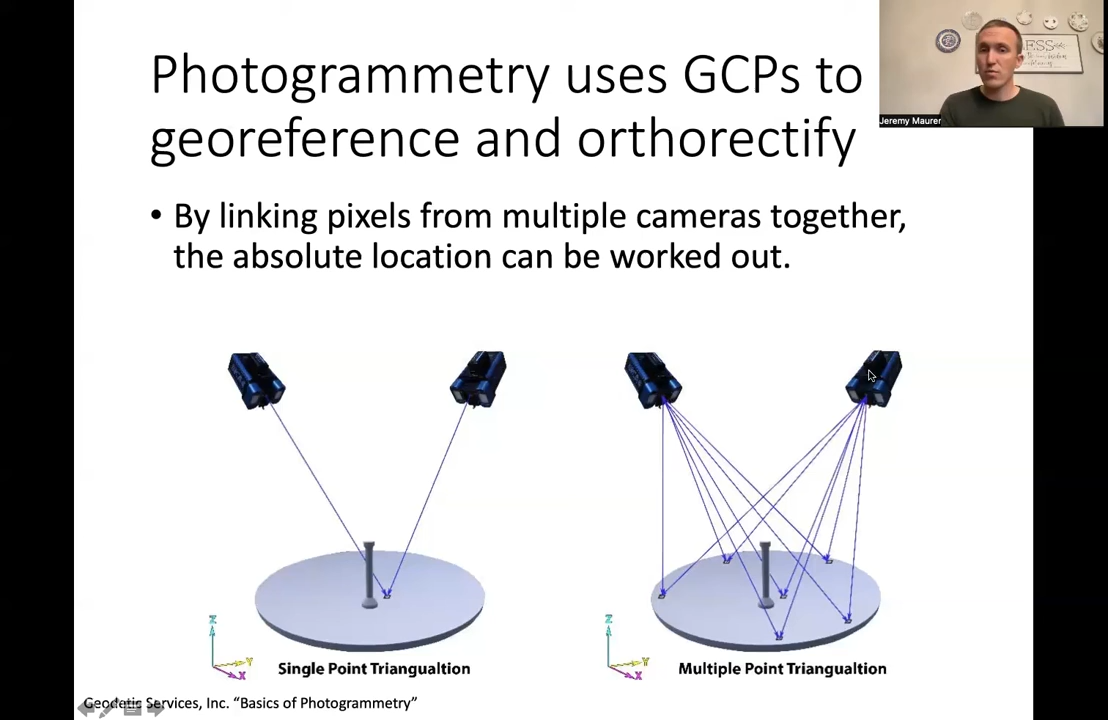 Photogrammetry uses GCPs to
georeference and orthorectify
• By linking pixels from multiple cameras together,
the absolute location can be worked out.
ESS
Jeremy Maurer
Z
Y
X
Single Point Triangualtion
Z
Y
X
Multiple Point Triangualtion
Geodetic Services, Inc. “Basics of Photogrammetry”